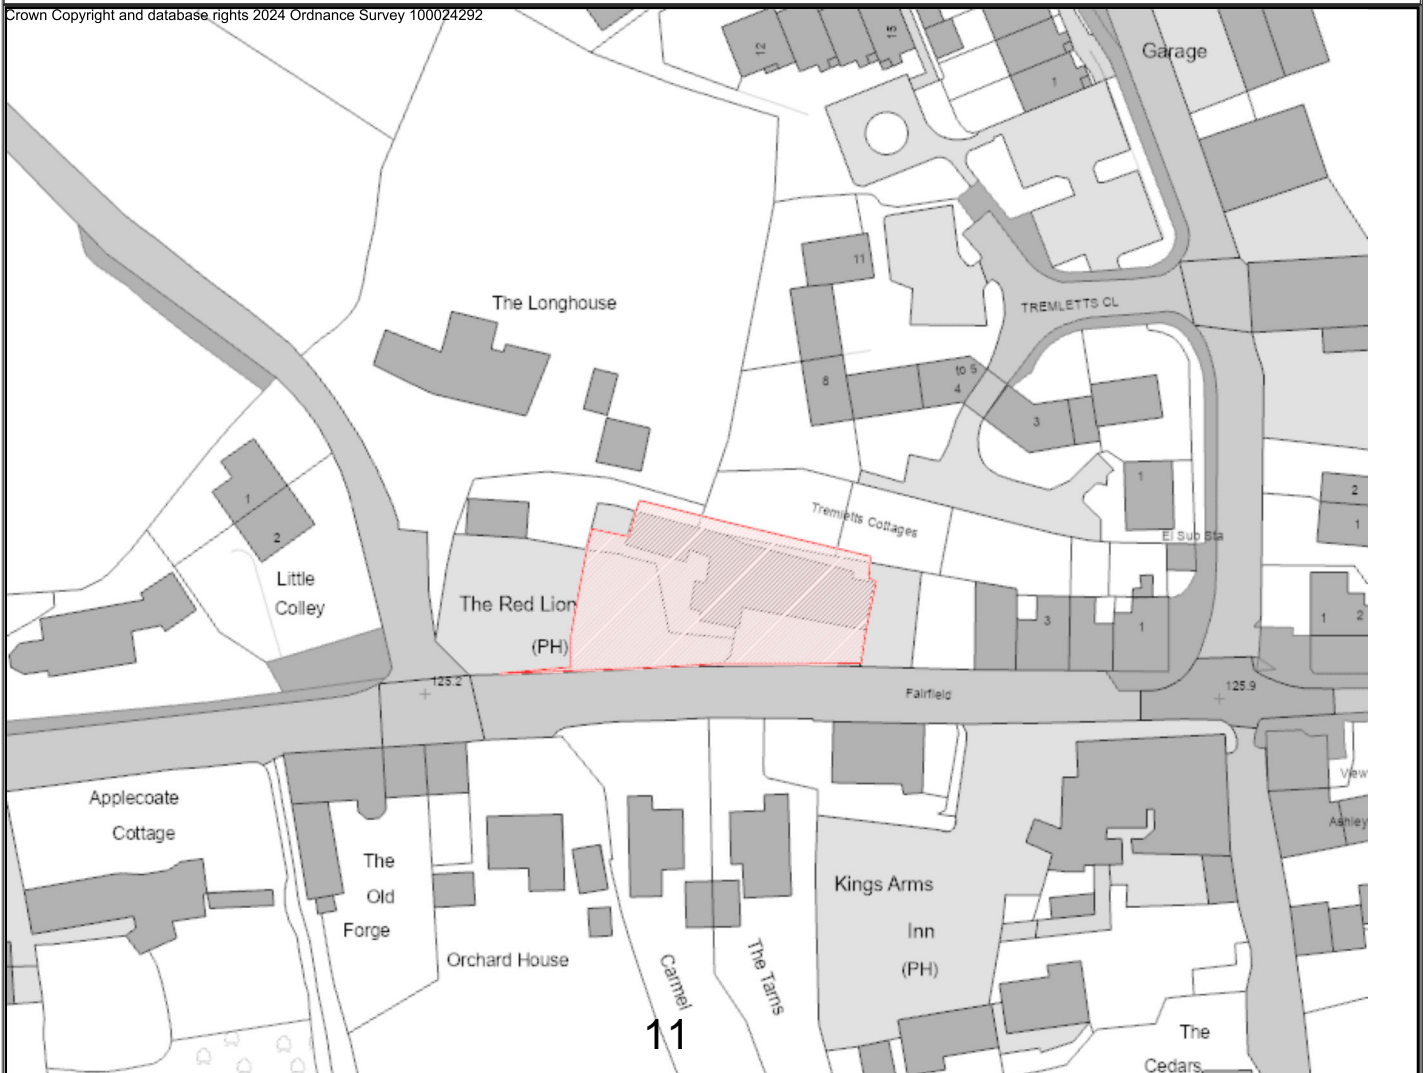 Crown Copyright and database rights 2024 Ordnance Survey 100024292
12
15
1
Garage
11
The Longhouse
TREMLETTS CL
to 5
4
8
3
1
1
2
2
1
Tremletts Cottages
El Sub Sta
Little
Colley
The Red Lion
(PH)
3
1
1
2
125.2
Fairfield
125.9
View
Applecoate
Cottage
Ashley
The
Old
Forge
Kings Arms
Inn
(PH)
Orchard House
Carmel
The Tarns
11
The
Cedars